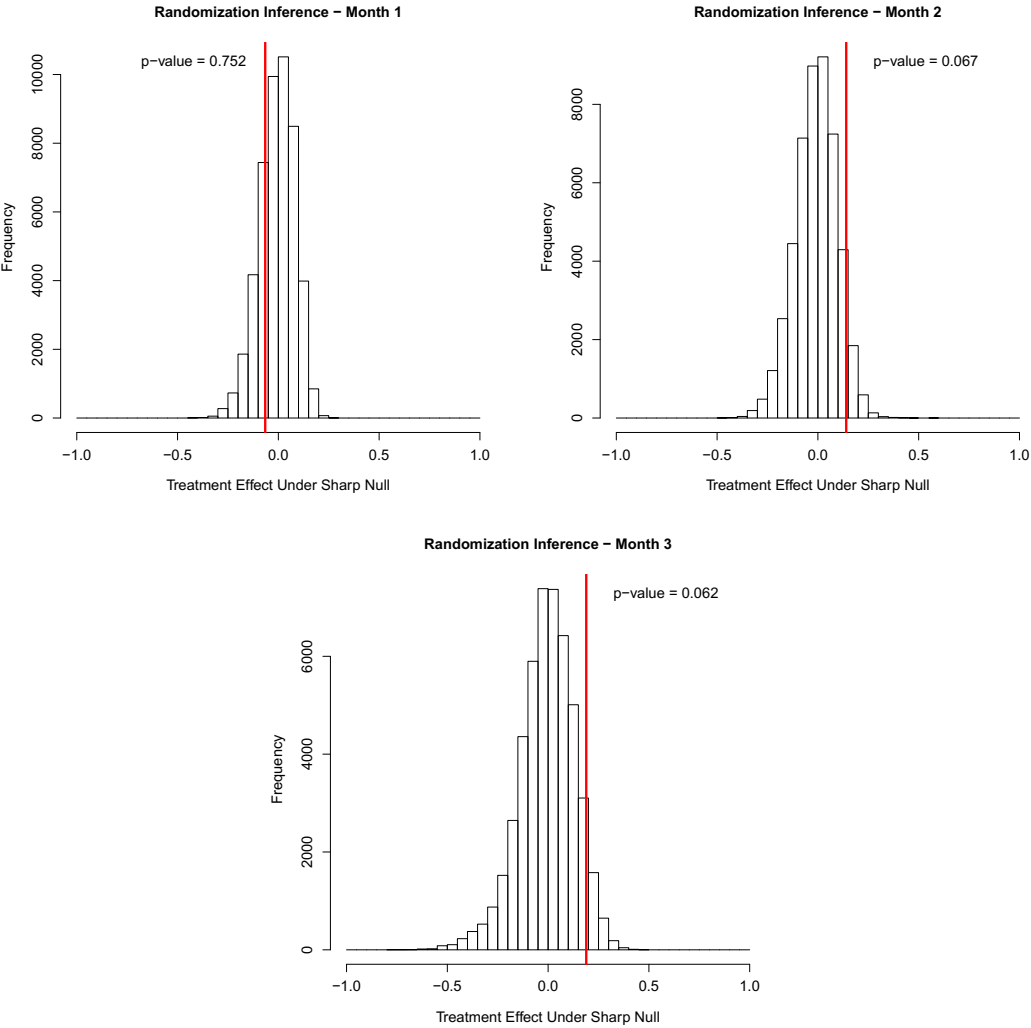 Randomization Inference − Month 1
p−value = 0.752
Frequency
10000
8000
6000
4000
2000
0
−1.0 −0.5 0.0 0.5 1.0
Treatment Effect Under Sharp Null
Randomization Inference − Month 2
p−value = 0.067
Frequency
8000
6000
4000
2000
0
−1.0 −0.5 0.0 0.5 1.0
Treatment Effect Under Sharp Null
Randomization Inference − Month 3
p−value = 0.062
Frequency
6000
4000
2000
0
−1.0 −0.5 0.0 0.5 1.0
Treatment Effect Under Sharp Null